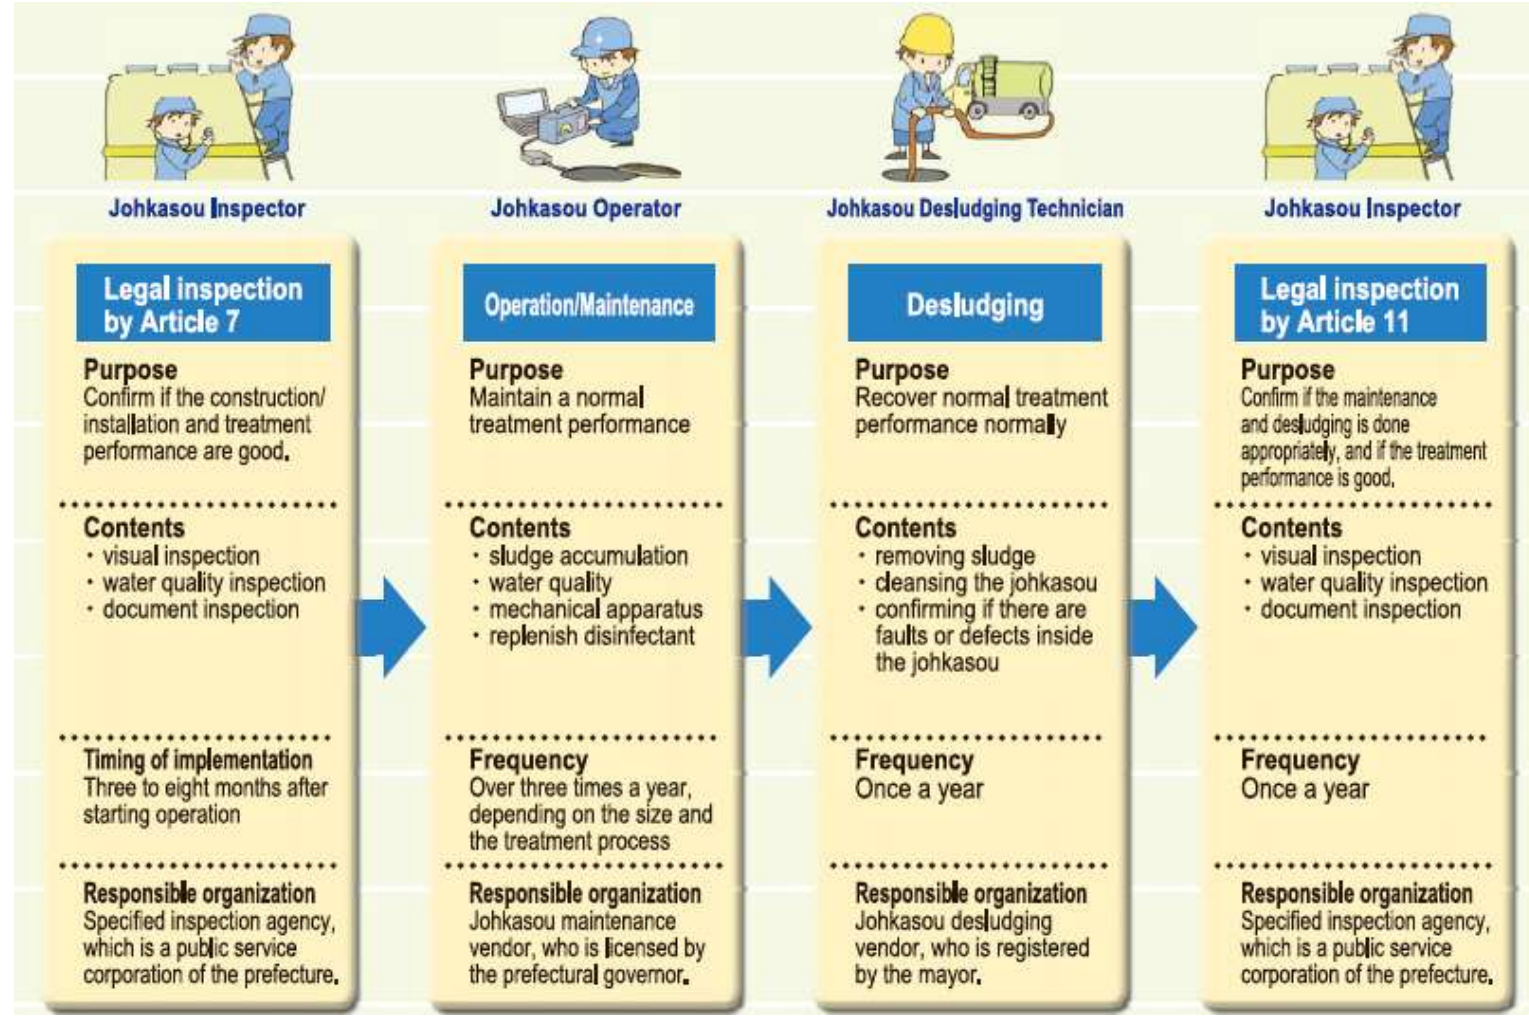 Johkasou Inspector
Legal inspection
by Article 7
Purpose
Confirm if the construction/
installation and treatment
performance are good.
Contents
・visual inspection
・water quality inspection
・document inspection
Timing of implementation
Three to eight months after
starting operation
Responsible organization
Specified inspection agency,
which is a public service
corporation of the prefecture.
Johkasou Operator
Operation/Maintenance
Purpose
Maintain a normal
treatment performance
Contents
・sludge accumulation
・water quality
・mechanical apparatus
・replenish disinfectant
Frequency
Over three times a year,
depending on the size and
the treatment process
Responsible organization
Johkasou maintenance
vendor, who is licensed by
the prefectural governor.
Johkasou Desludging Technician
Desludging
Purpose
Recover normal treatment
performance normally
Contents
・removing sludge
・cleansing the johkasou
・confirming if there are
faults or defects inside
the johkasou
Frequency
Once a year
Responsible organization
Johkasou desludging
vendor, who is registered
by the mayor.
Johkasou Inspector
Legal inspection
by Article 11
Purpose
Confirm if the maintenance
and desludging is done
appropriately, and if the treatment
performance is good.
Contents
・visual inspection
・water quality inspection
・document inspection
Frequency
Once a year
Responsible organization
Specified inspection agency,
which is a public service
corporation of the prefecture.